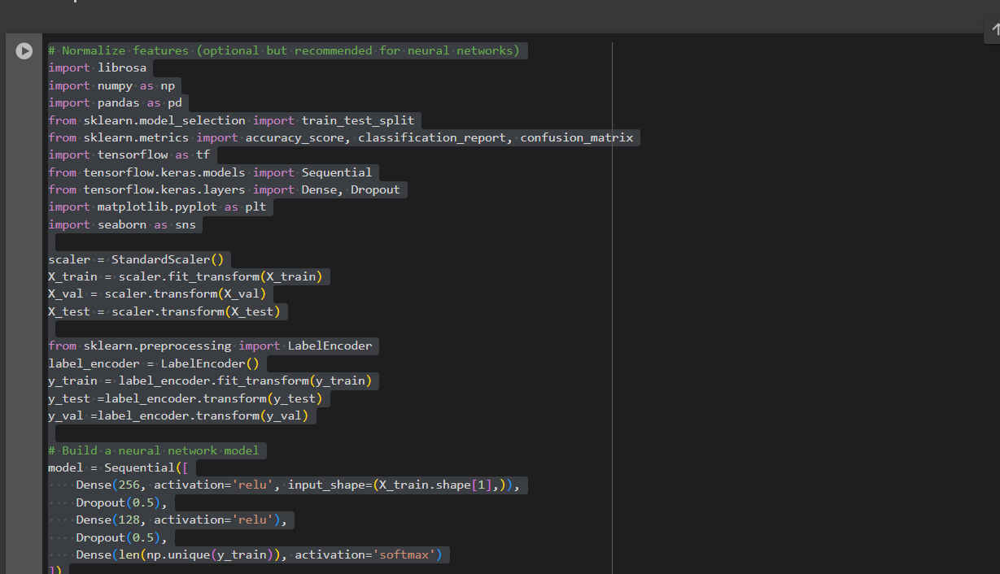 # Normalize features (optional but recommended for neural networks)
import librosa
import numpy as np
import pandas as pd
from sklearn.model_selection import train_test_split
from sklearn.metrics import accuracy_score, classification_report, confusion_matrix
import tensorflow as tf
from tensorflow.keras.models import Sequential
from tensorflow.keras.layers import Dense, Dropout
import matplotlib.pyplot as plt
import seaborn as sns

scaler = StandardScaler()
X_train = scaler.fit_transform(X_train)
X_val = scaler.transform(X_val)
X_test = scaler.transform(X_test)

from sklearn.preprocessing import LabelEncoder
label_encoder = LabelEncoder()
y_train = label_encoder.fit_transform(y_train)
y_test =label_encoder.transform(y_test)
y_val =label_encoder.transform(y_val)

# Build a neural network model
model = Sequential([
    Dense(256, activation='relu', input_shape=(X_train.shape[1],)),
    Dropout(0.5),
    Dense(128, activation='relu'),
    Dropout(0.5),
    Dense(len(np.unique(y_train)), activation='softmax')
])